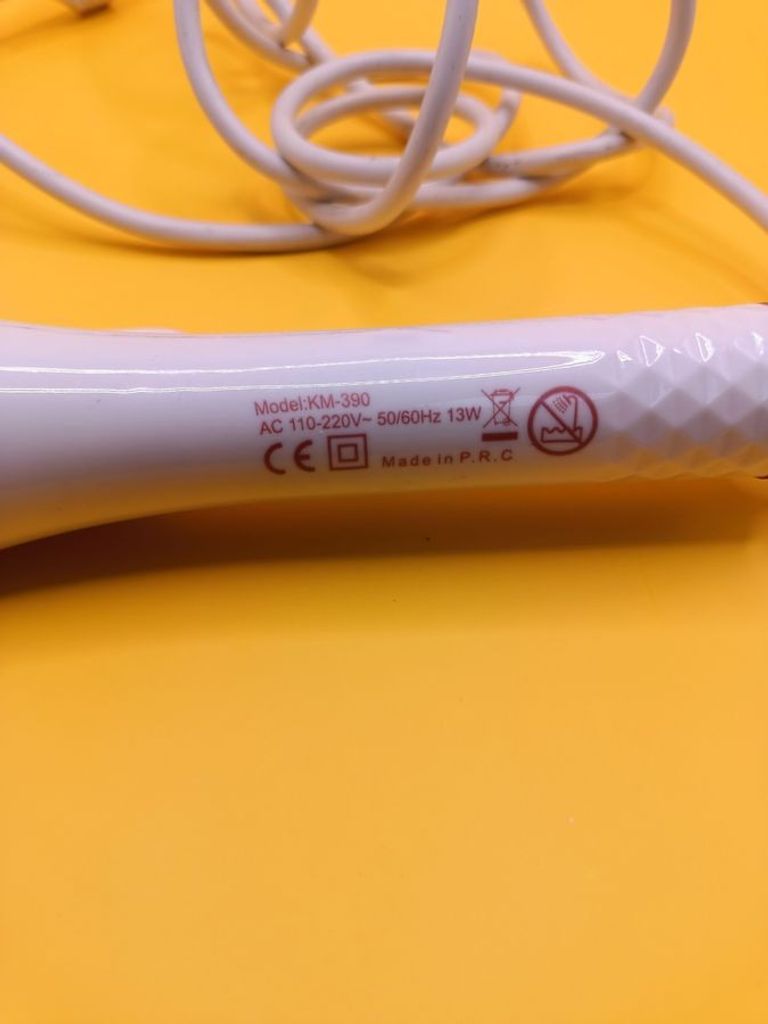 Model:KM-390
AC 110-220V~ 50/60Hz 13W
CE Made in P.R.C